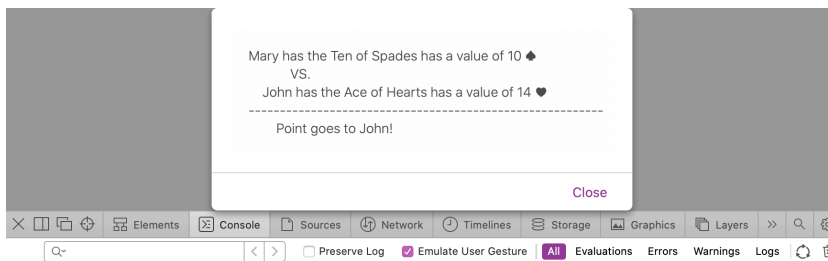 Mary has the Ten of Spades has a value of 10 ♠
VS.
John has the Ace of Hearts has a value of 14 ♥
---------------------------------------------------------
Point goes to John!
Close
Elements Console Sources Network Timelines Storage Graphics Layers
Preserve Log Emulate User Gesture All Evaluations Errors Warnings Logs